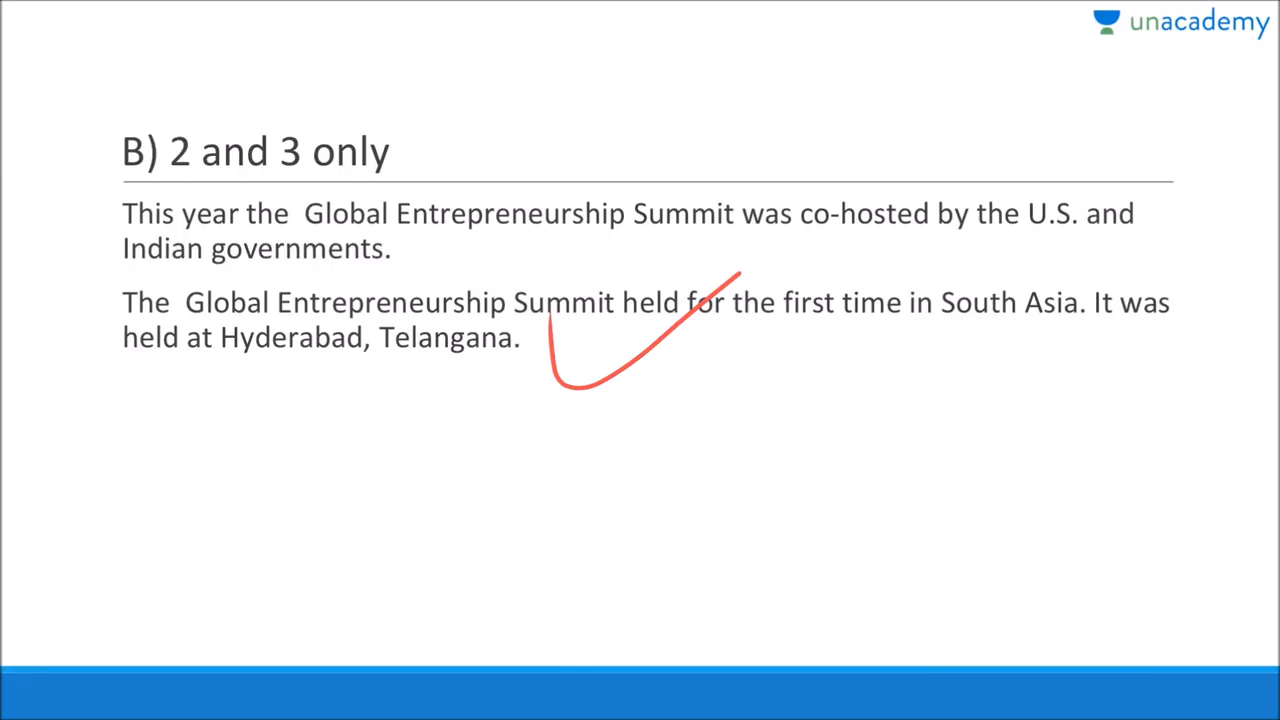 unacademy
B) 2 and 3 only
This year the Global Entrepreneurship Summit was co-hosted by the U.S. and
Indian governments.
The Global Entrepreneurship Summit held for the first time in South Asia. It was
held at Hyderabad, Telangana.